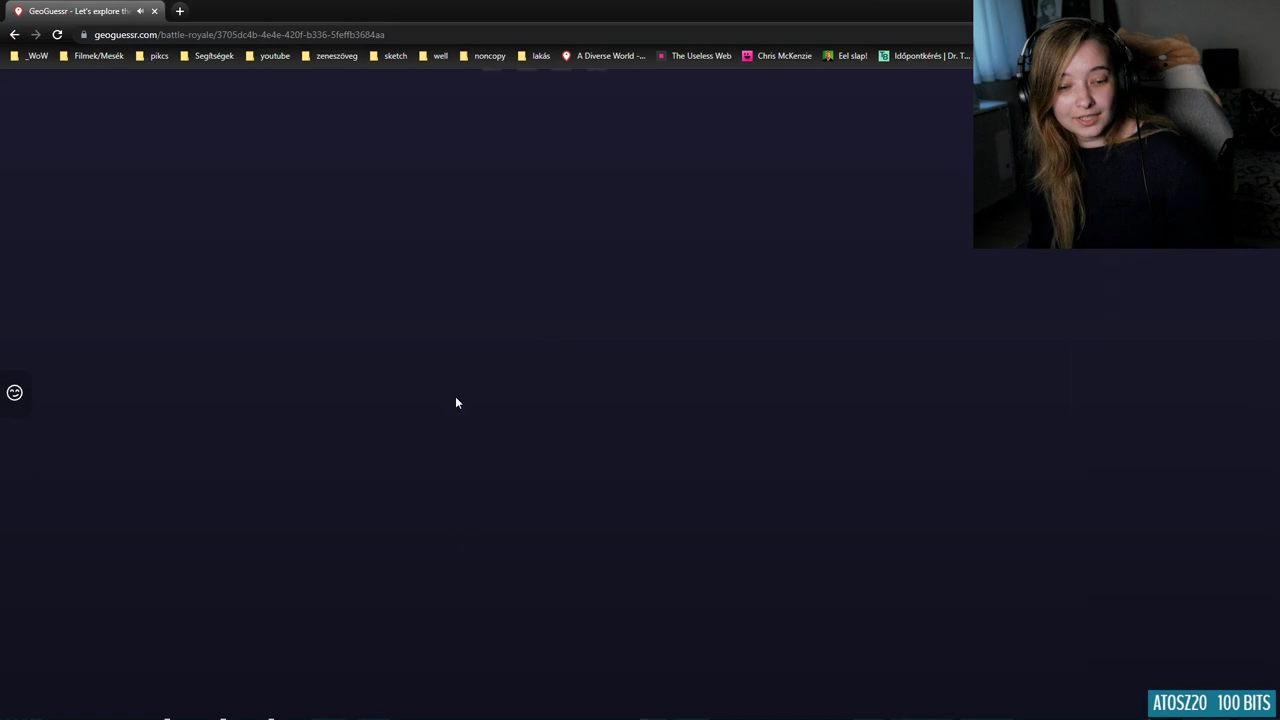 GeoGuessr - Let's explore th
geoguessr.com/battle-royale/3705dc4b-4e4e-420f-b336-5feffb3684aa
_WoW Filmek/Mesék pikcs Segítségek youtube zeneszöveg sketch well noncopy lakás A Diverse World -... The Useless Web Chris McKenzie Eel slap! Időpontkérés | Dr. T...
ATOSZ20 100 BITS